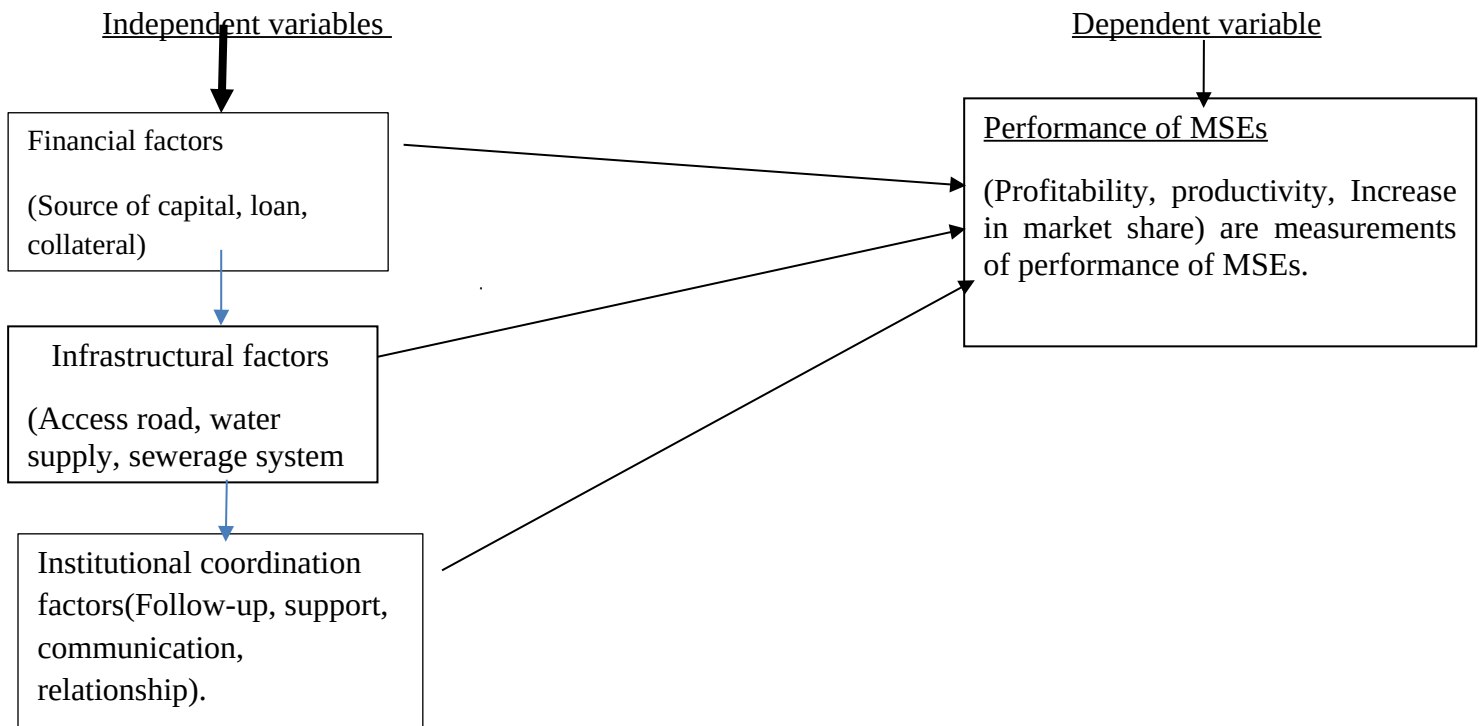 Independent variables
Dependent variable
Financial factors
(Source of capital, loan,
collateral)
Infrastructural factors
(Access road, water
supply, sewerage system
Institutional coordination
factors(Follow-up, support,
communication,
relationship).
Performance of MSEs
(Profitability, productivity, Increase
in market share) are measurements
of performance of MSEs.